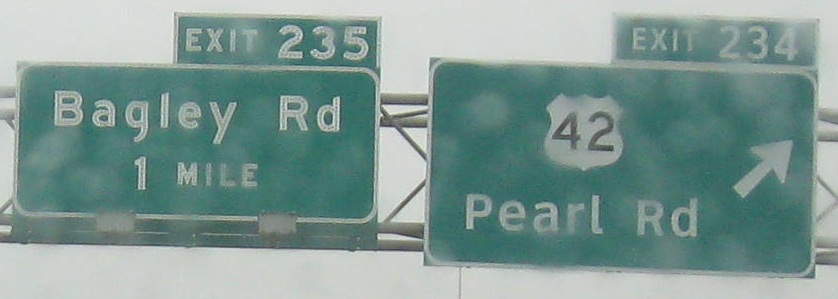 EXIT 235
Bagley Rd
1 MILE
EXIT 234
42
Pearl Rd